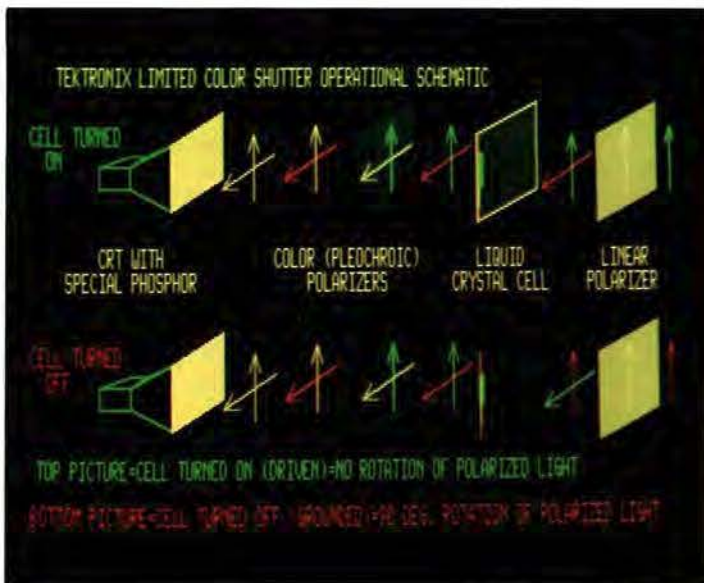 TEKTRONIX LIMITED COLOR SHUTTER OPERATIONAL SCHEMATIC
CELL TURNED
ON
CRT WITH
SPECIAL PHOSPHOR
COLOR (PLEOCHROIC)
POLARIZERS
LIQUID
CRYSTAL CELL
LINEAR
POLARIZER
CELL TURNED
OFF
TOP PICTURE=CELL TURNED ON (DRIVEN)=NO ROTATION OF POLARIZED LIGHT
BOTTOM PICTURE=CELL TURNED OFF (GROUNDED)=90 DEG. ROTATION OF POLARIZED LIGHT